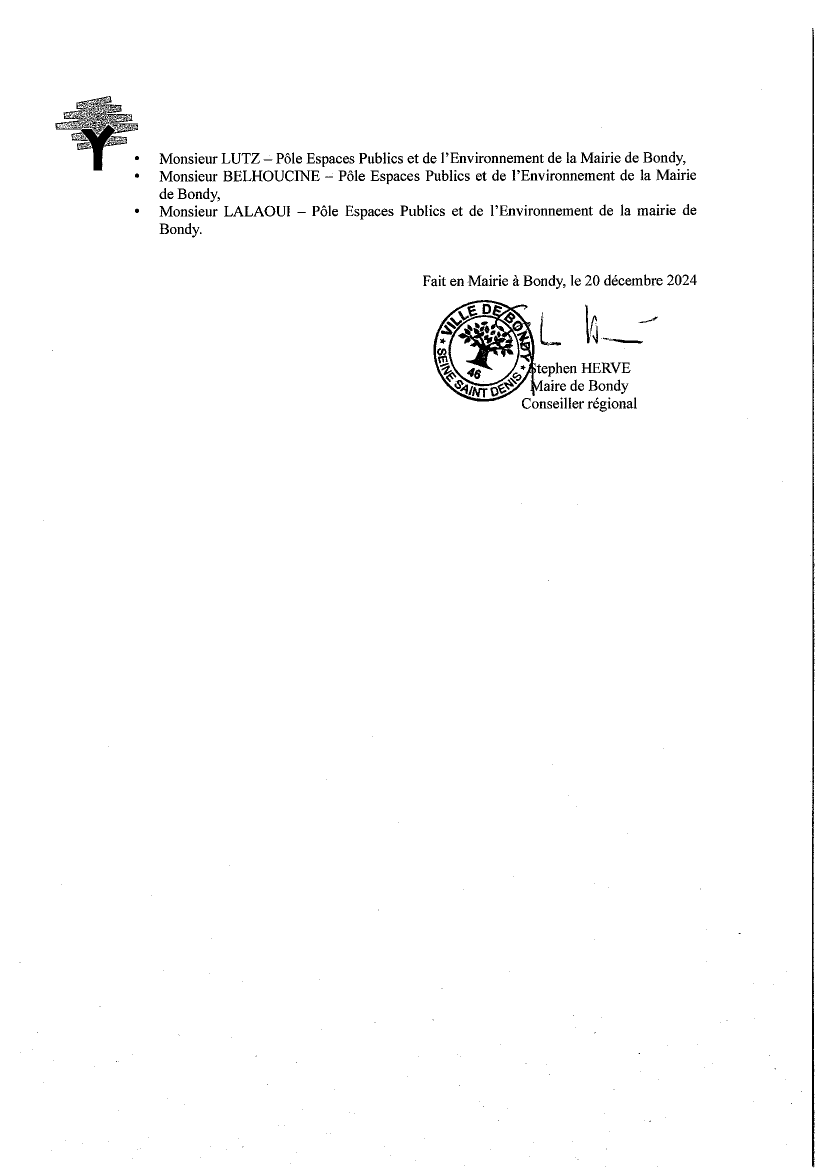 • Monsieur LUTZ – Pôle Espaces Publics et de l'Environnement de la Mairie de Bondy,
• Monsieur BELHOUCINE – Pôle Espaces Publics et de l'Environnement de la Mairie
de Bondy,
• Monsieur LALAOUI – Pôle Espaces Publics et de l'Environnement de la mairie de
Bondy.
Fait en Mairie à Bondy, le 20 décembre 2024
VILLE DE BONDY
46
* SEINE SAINT DENIS *
Stephen HERVE
Maire de Bondy
Conseiller régional